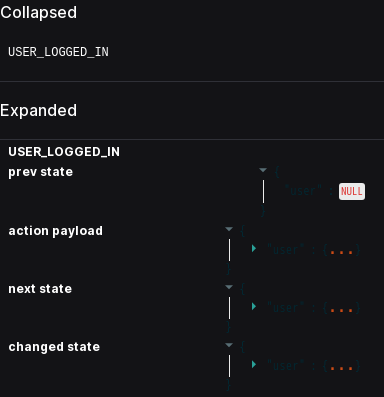 Collapsed
USER_LOGGED_IN
Expanded
USER_LOGGED_IN
prev state
{
"user" : NULL
}
action payload
{
"user" : {...}
}
next state
{
"user" : {...}
}
changed state
{
"user" : {...}
}